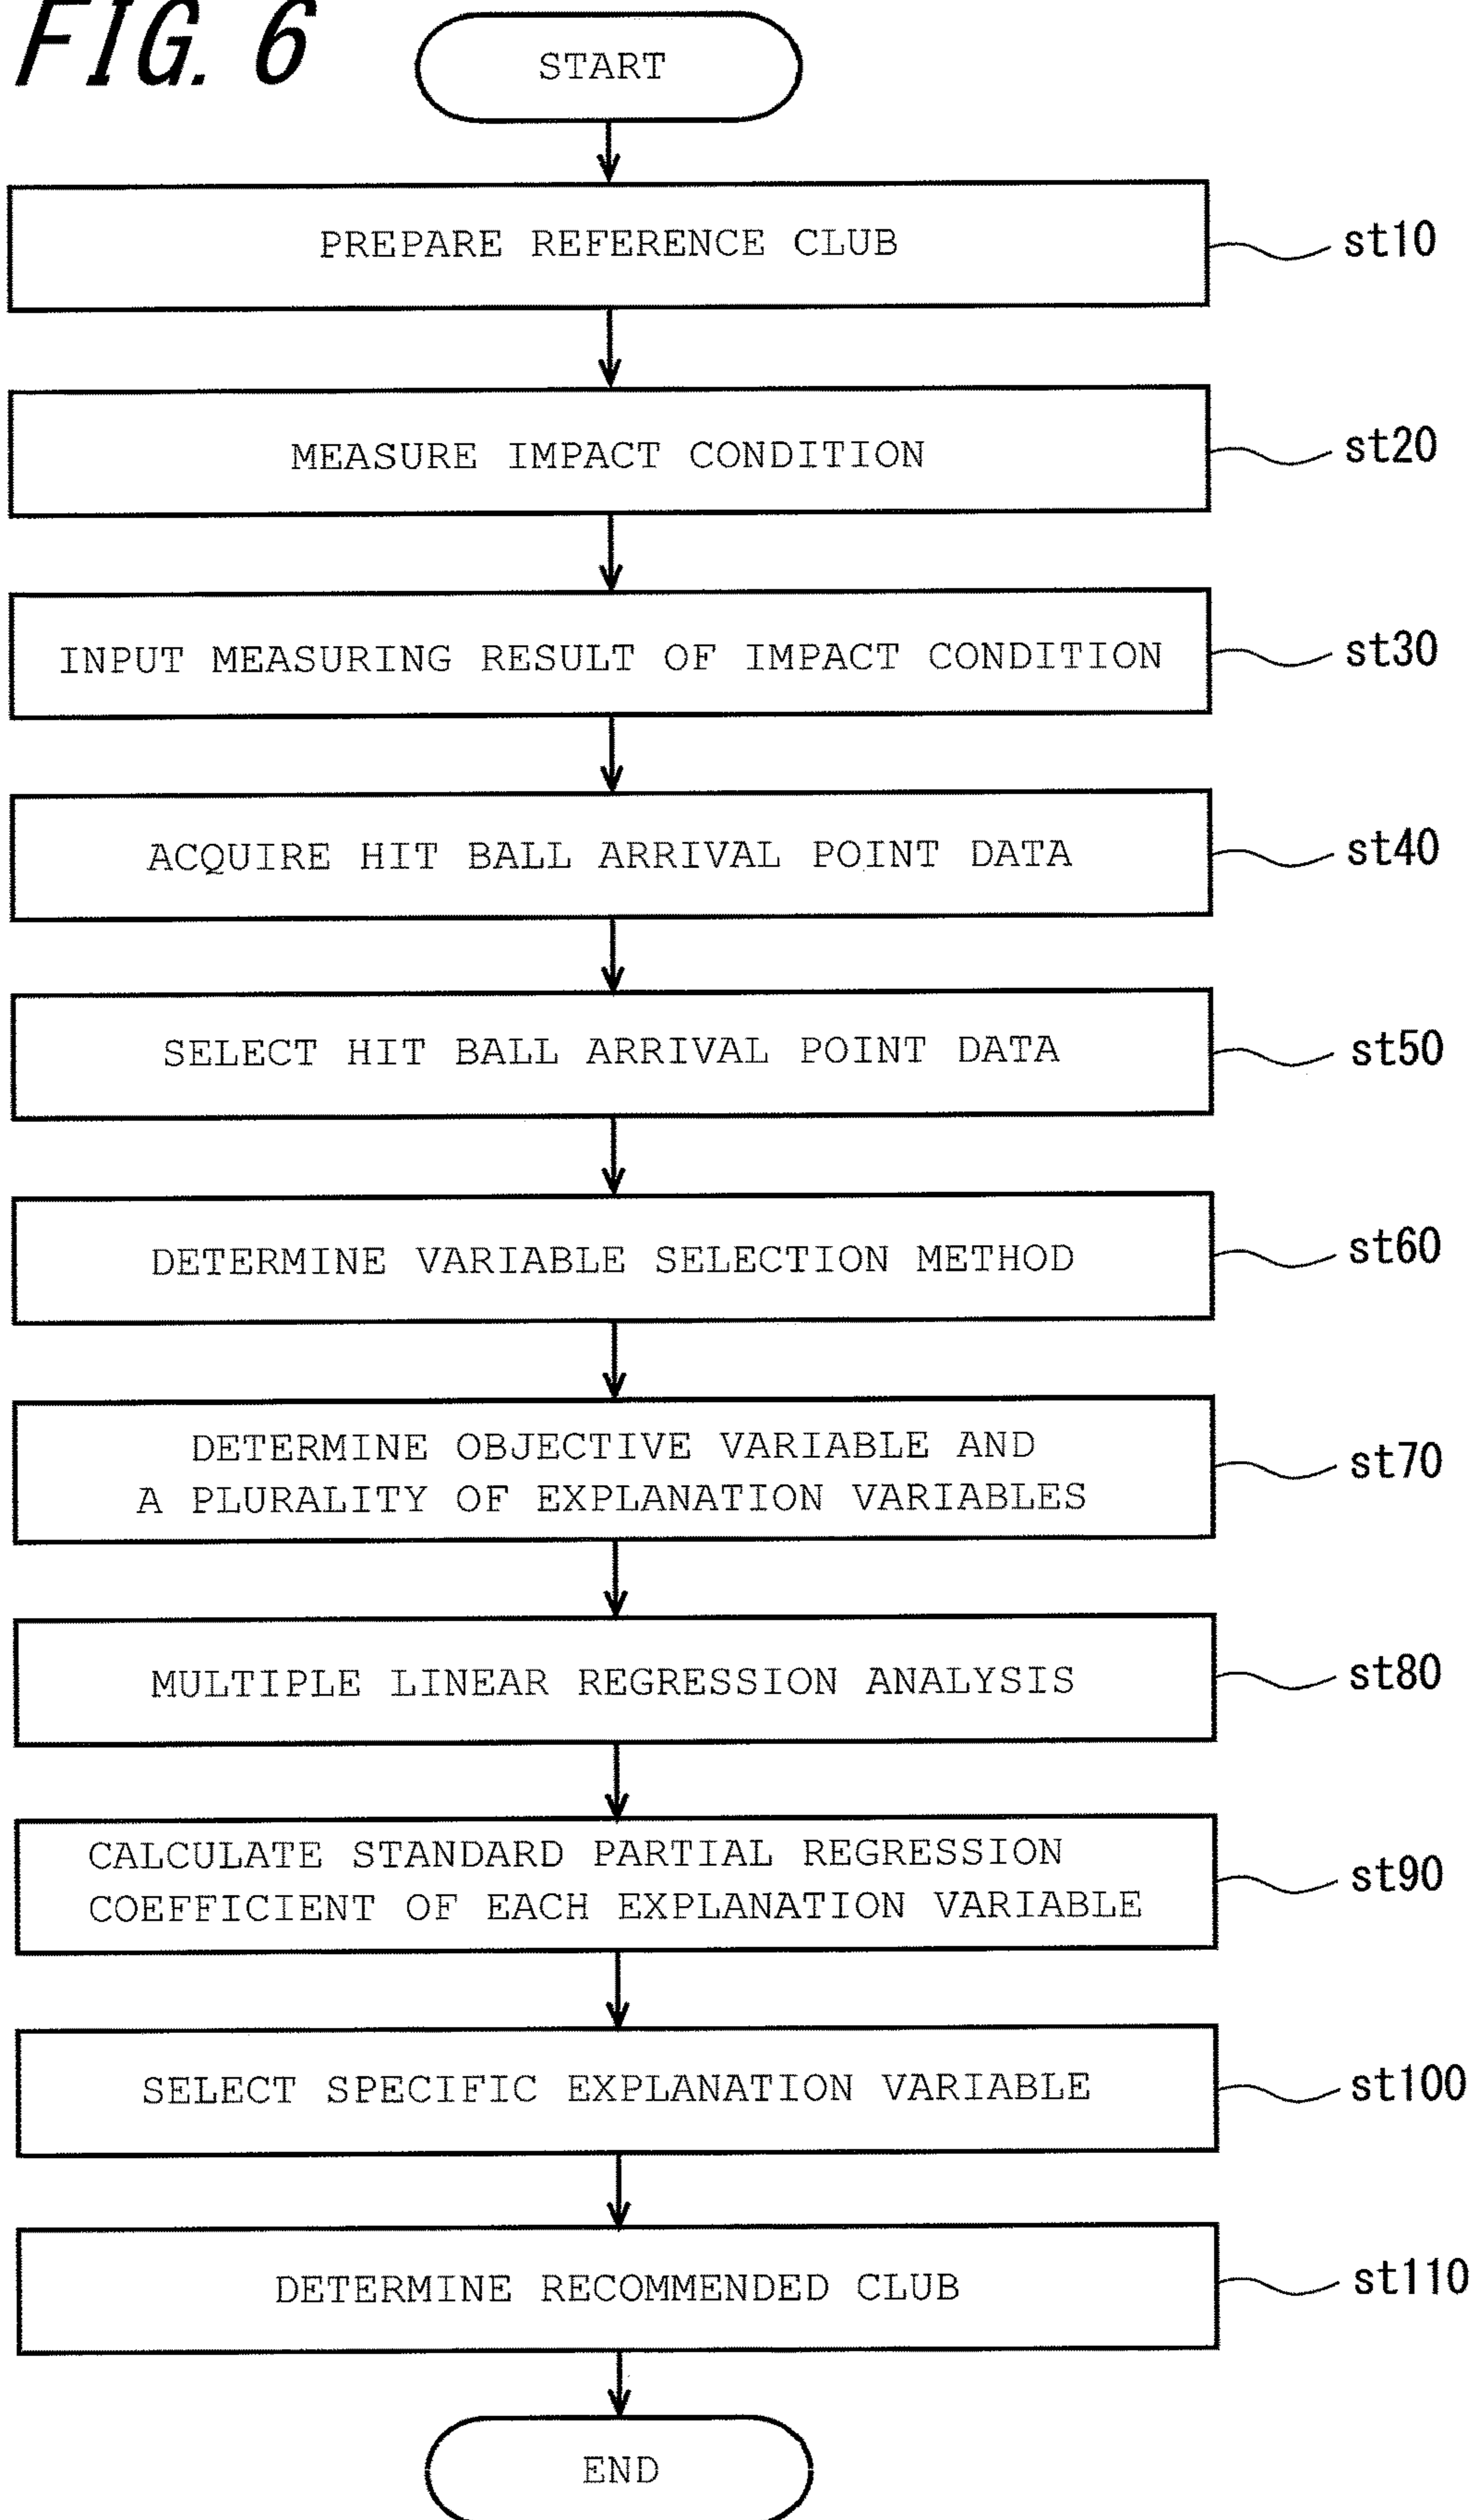 FIG. 6
START
PREPARE REFERENCE CLUB
st10
MEASURE IMPACT CONDITION
st20
INPUT MEASURING RESULT OF IMPACT CONDITION
st30
ACQUIRE HIT BALL ARRIVAL POINT DATA
st40
SELECT HIT BALL ARRIVAL POINT DATA
st50
DETERMINE VARIABLE SELECTION METHOD
st60
DETERMINE OBJECTIVE VARIABLE AND
A PLURALITY OF EXPLANATION VARIABLES
st70
MULTIPLE LINEAR REGRESSION ANALYSIS
st80
CALCULATE STANDARD PARTIAL REGRESSION
COEFFICIENT OF EACH EXPLANATION VARIABLE
st90
SELECT SPECIFIC EXPLANATION VARIABLE
st100
DETERMINE RECOMMENDED CLUB
st110
END